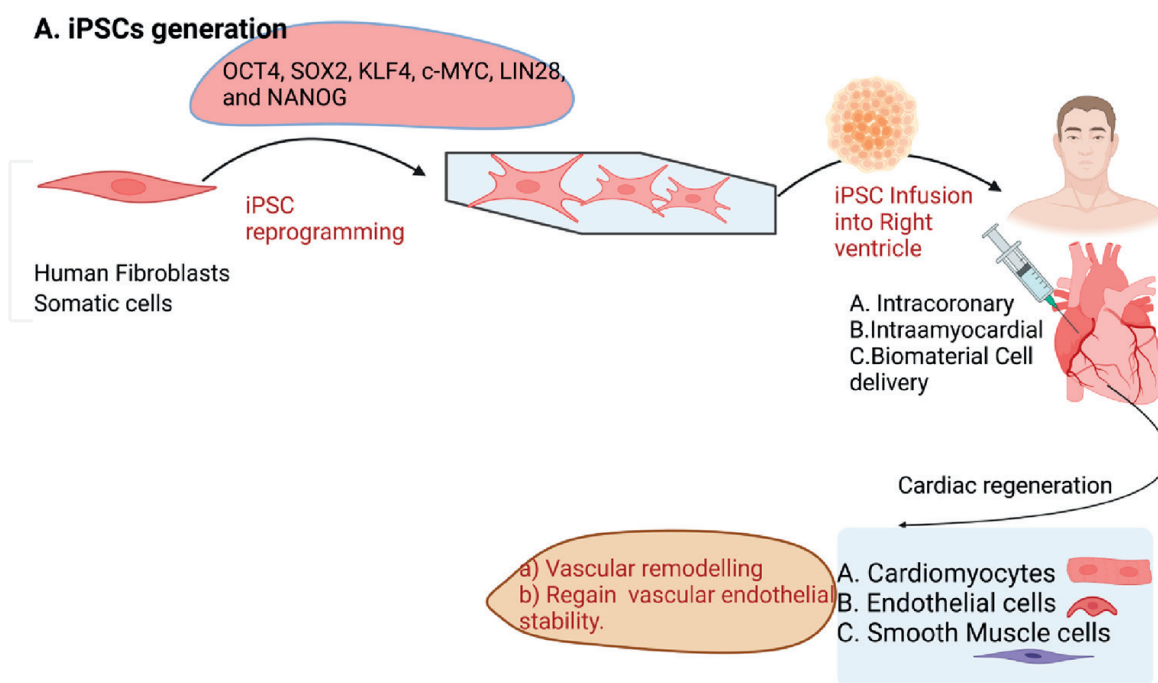 A. iPSCs generation
OCT4, SOX2, KLF4, c-MYC, LIN28,
and NANOG
iPSC
reprogramming
Human Fibroblasts
Somatic cells
iPSC Infusion
into Right
ventricle
A. Intracoronary
B.Intraamyocardial
C.Biomaterial Cell
delivery
Cardiac regeneration
a) Vascular remodelling
b) Regain vascular endothelial
stability.
A. Cardiomyocytes
B. Endothelial cells
C. Smooth Muscle cells